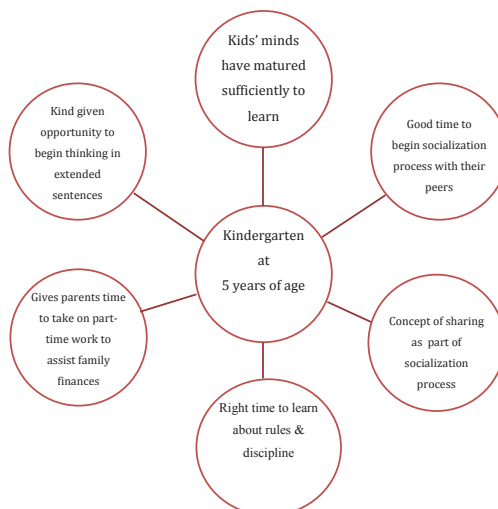 Kids’ minds
have matured
sufficiently to
learn
Kind given
opportunity to
begin thinking in
extended
sentences
Good time to
begin socialization
process with their
peers
Kindergarten
at
5 years of age
Gives parents time
to take on part-
time work to
assist family
finances
Concept of sharing
as part of
socialization
process
Right time to learn
about rules &
discipline